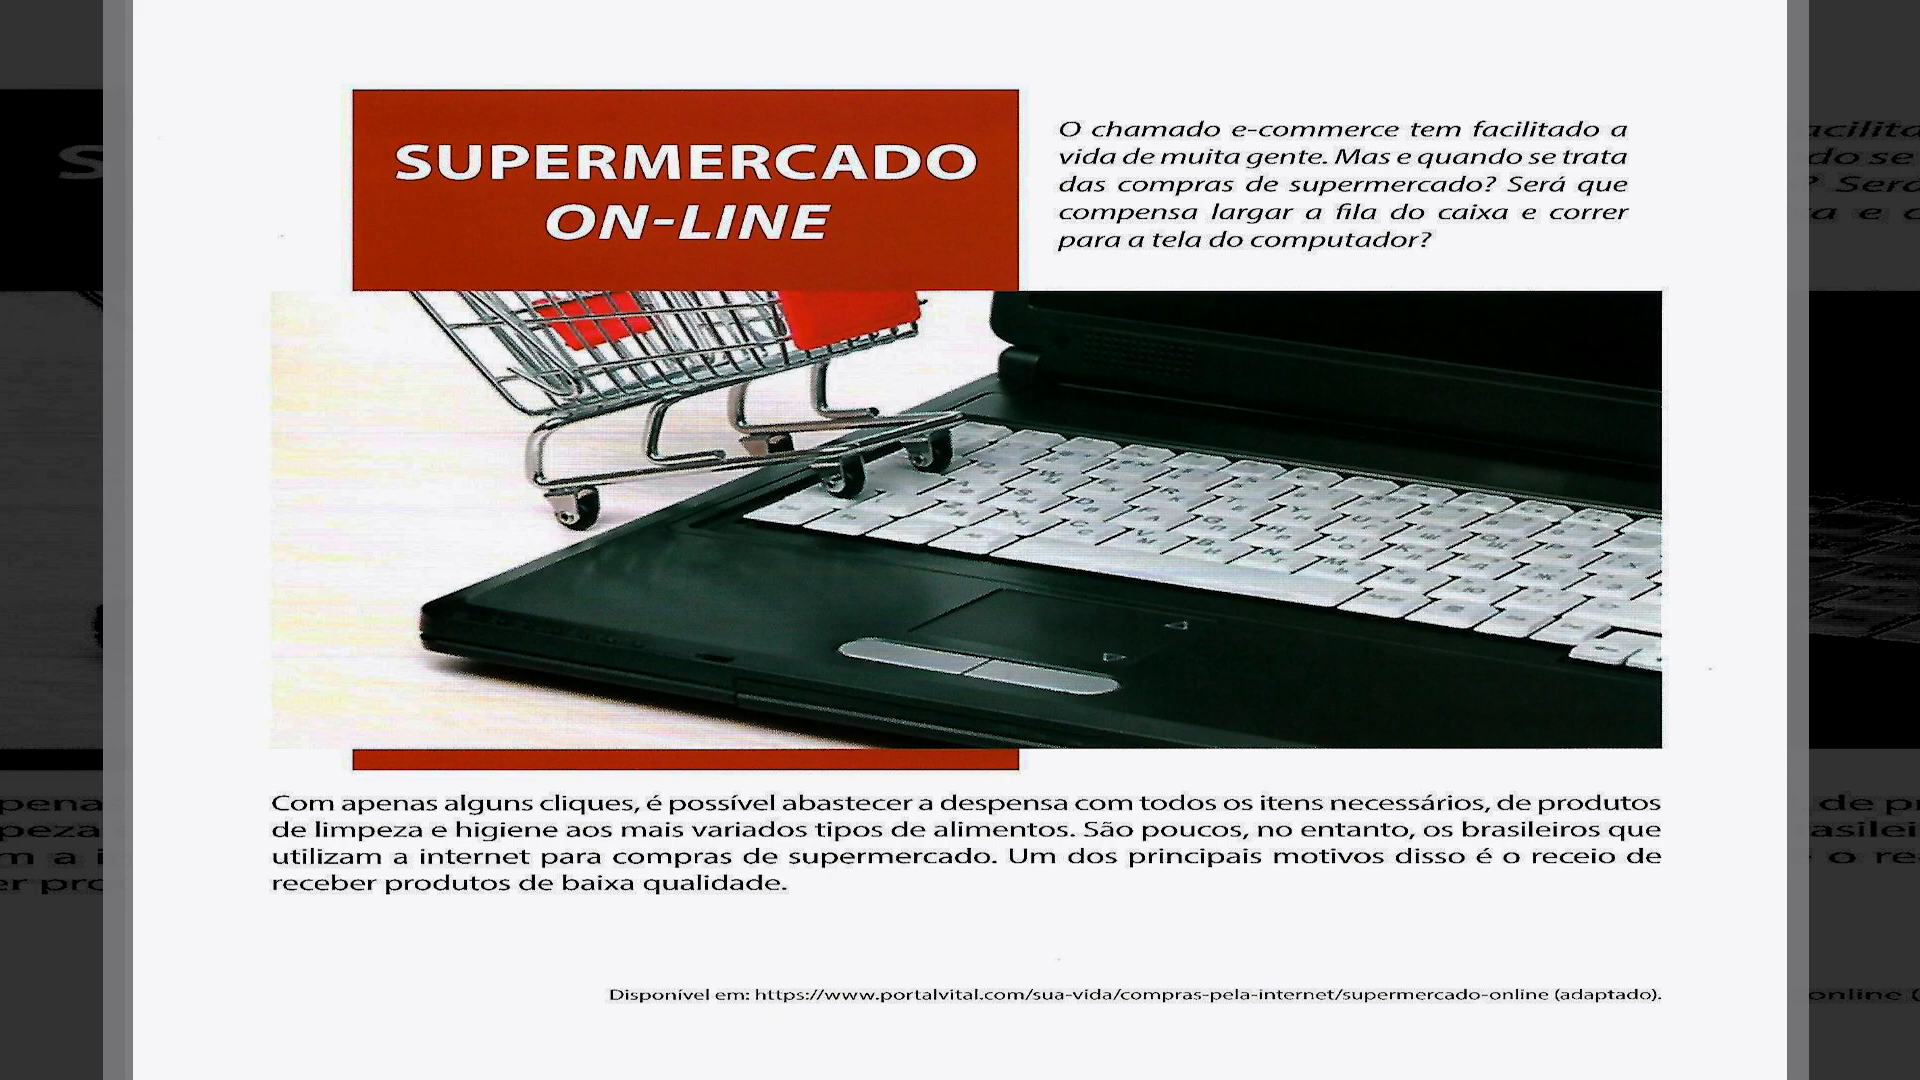 SUPERMERCADO
ON-LINE
O chamado e-commerce tem facilitado a
vida de muita gente. Mas e quando se trata
das compras de supermercado? Será que
compensa largar a fila do caixa e correr
para a tela do computador?
Com apenas alguns cliques, é possível abastecer a despensa com todos os itens necessários, de produtos
de limpeza e higiene aos mais variados tipos de alimentos. São poucos, no entanto, os brasileiros que
utilizam a internet para compras de supermercado. Um dos principais motivos disso é o receio de
receber produtos de baixa qualidade.
Disponível em: https://www.portalvital.com/sua-vida/compras-pela-internet/supermercado-online (adaptado).